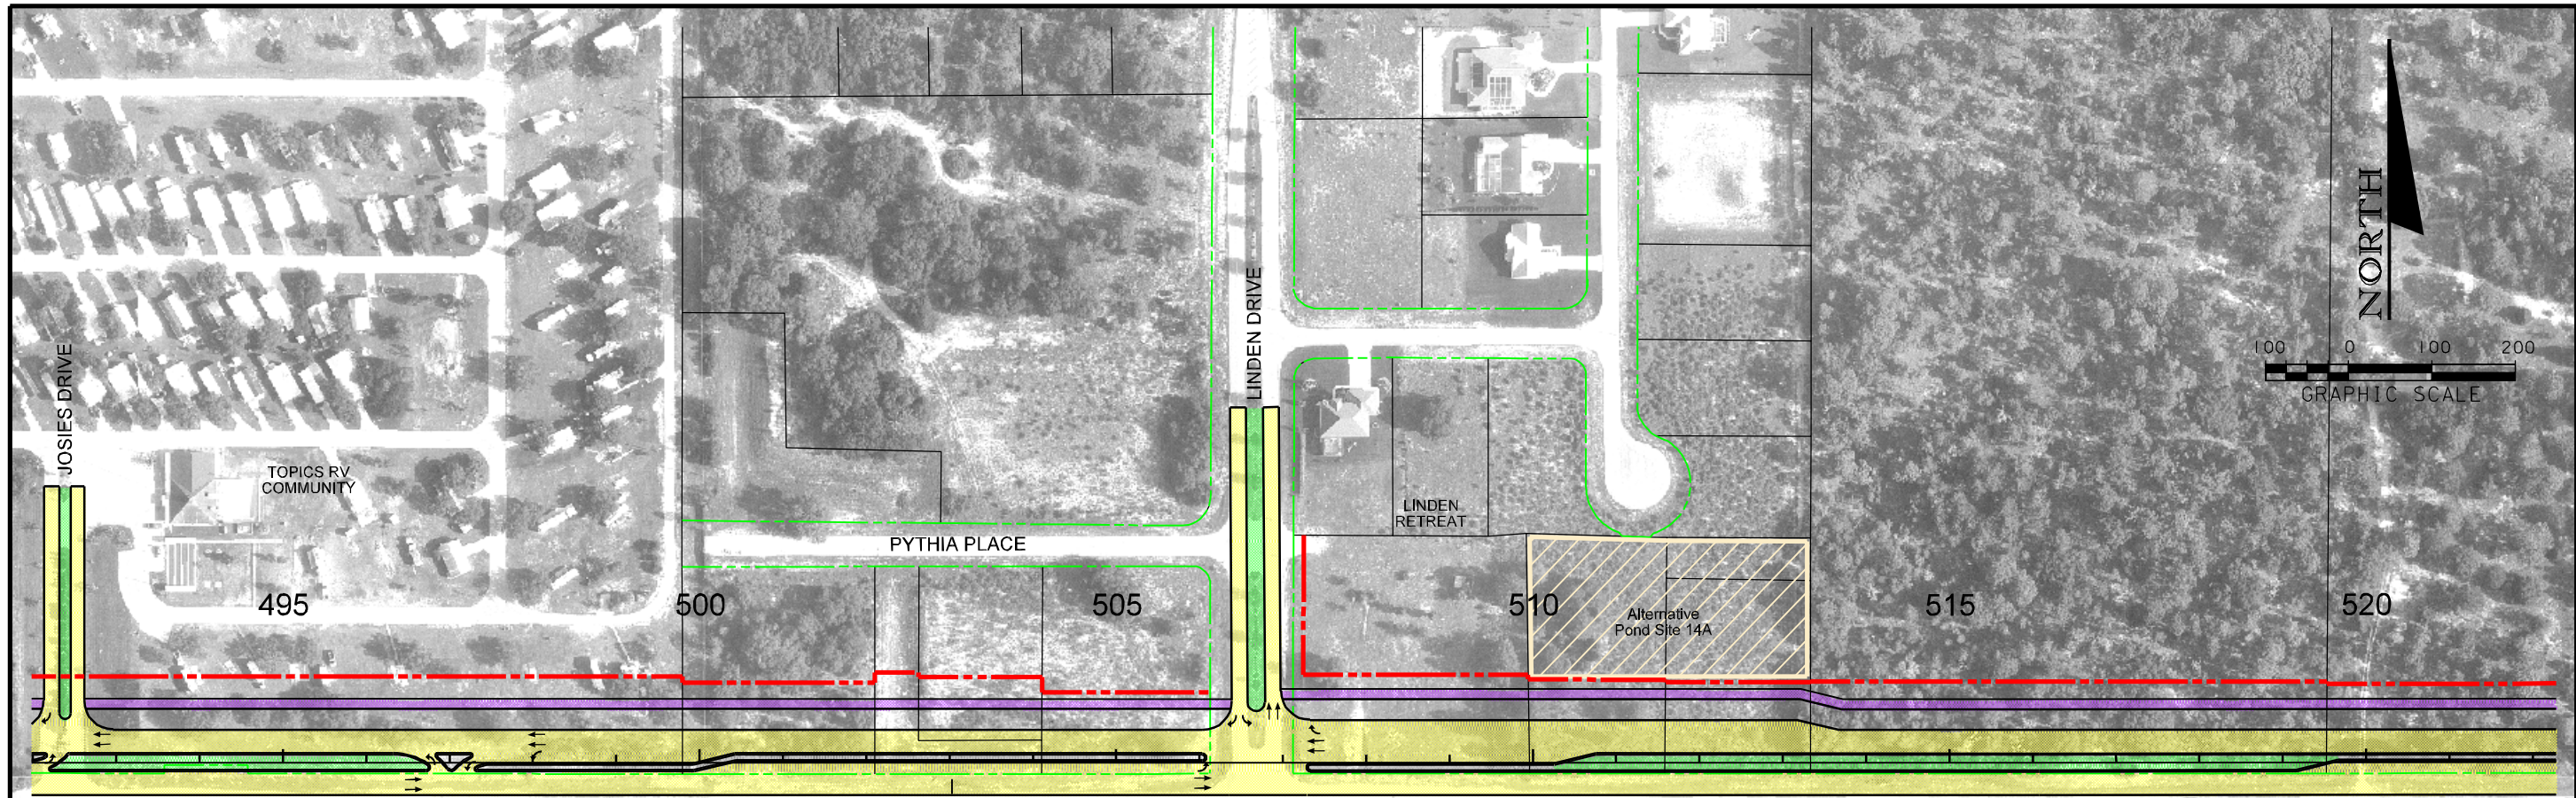 JOSIES DRIVE
TOPICS RV
COMMUNITY
PYTHIA PLACE
LINDEN DRIVE
LINDEN
RETREAT
Alternative
Pond Site 14A
NORTH
100 0 100 200
GRAPHIC SCALE
495 500 505 510 515 520